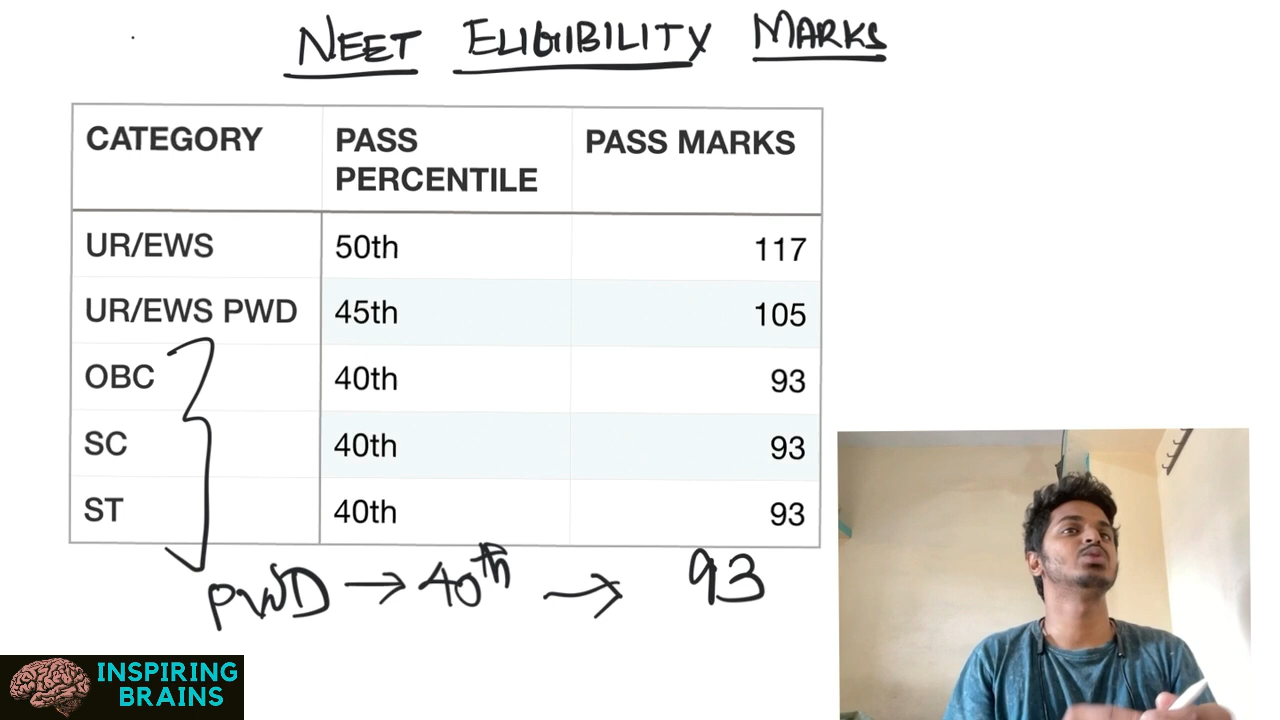 NEET ELIGIBILITY MARKS
CATEGORY PASS PERCENTILE PASS MARKS
UR/EWS 50th 117
UR/EWS PWD 45th 105
OBC 40th 93
SC 40th 93
ST 40th 93
PWD → 40th → 93
INSPIRING
BRAINS